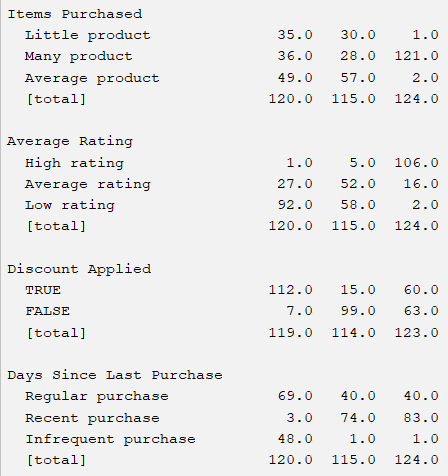 Items Purchased
Little product 35.0 30.0 1.0
Many product 36.0 28.0 121.0
Average product 49.0 57.0 2.0
[total] 120.0 115.0 124.0
Average Rating
High rating 1.0 5.0 106.0
Average rating 27.0 52.0 16.0
Low rating 92.0 58.0 2.0
[total] 120.0 115.0 124.0
Discount Applied
TRUE 112.0 15.0 60.0
FALSE 7.0 99.0 63.0
[total] 119.0 114.0 123.0
Days Since Last Purchase
Regular purchase 69.0 40.0 40.0
Recent purchase 3.0 74.0 83.0
Infrequent purchase 48.0 1.0 1.0
[total] 120.0 115.0 124.0